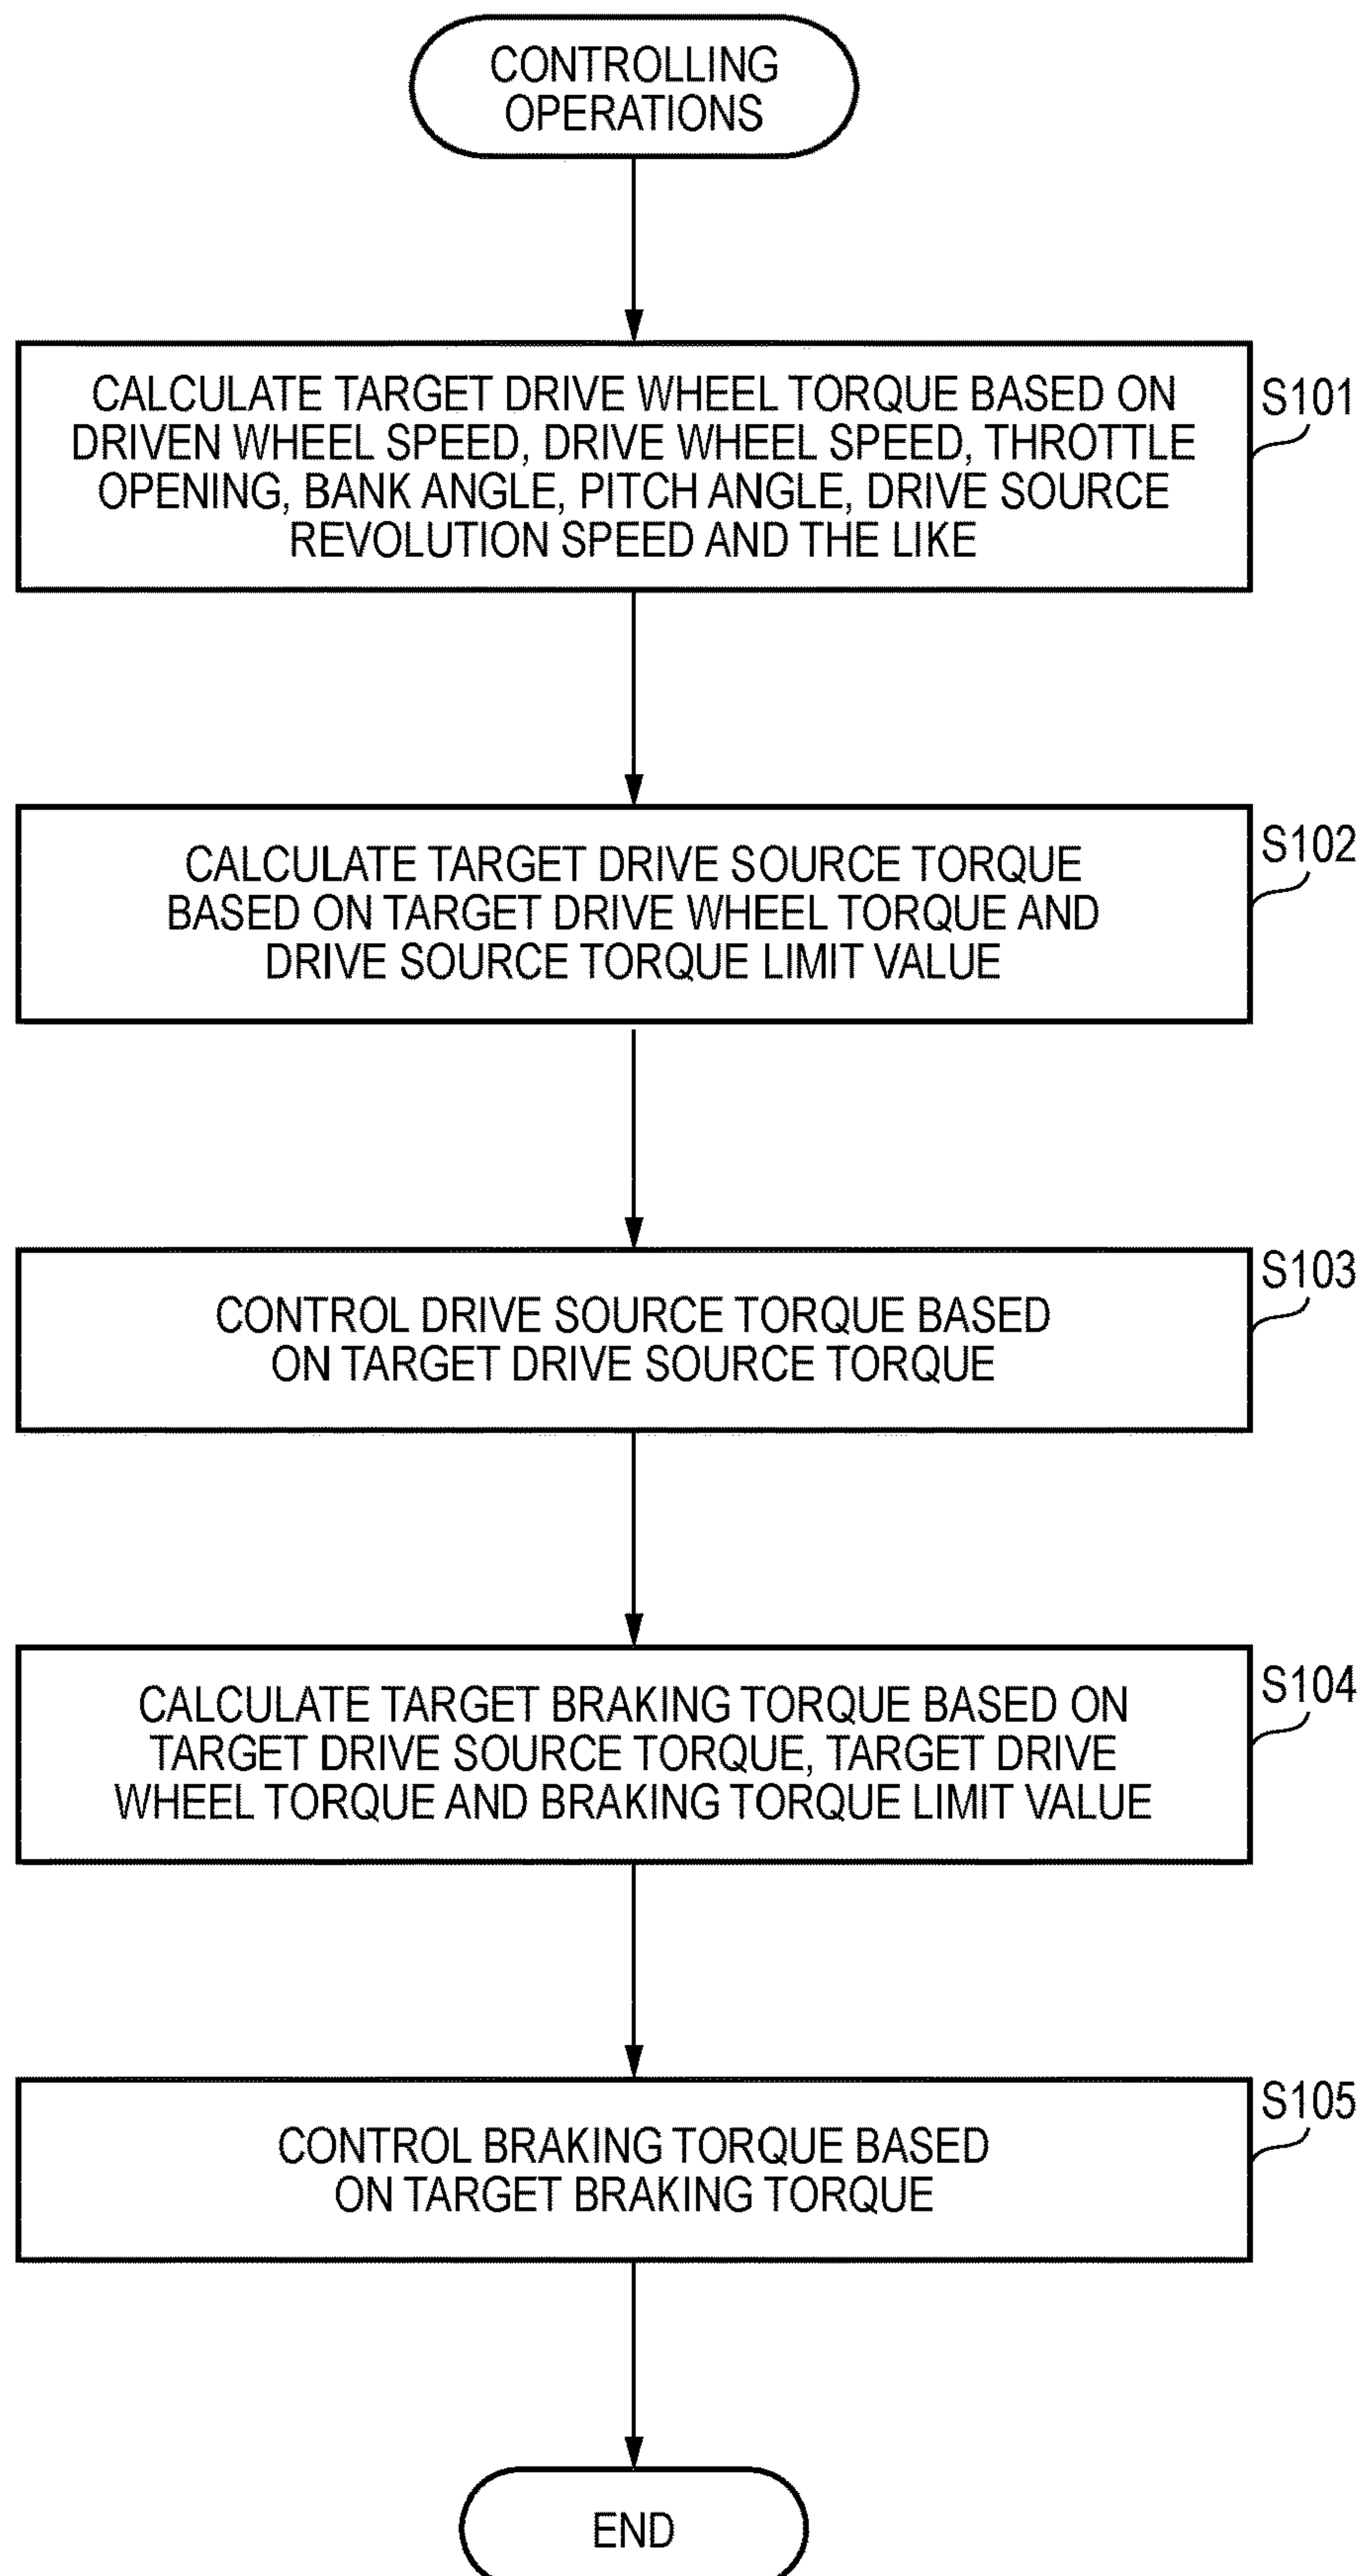 CONTROLLING
OPERATIONS
CALCULATE TARGET DRIVE WHEEL TORQUE BASED ON
DRIVEN WHEEL SPEED, DRIVE WHEEL SPEED, THROTTLE
OPENING, BANK ANGLE, PITCH ANGLE, DRIVE SOURCE
REVOLUTION SPEED AND THE LIKE
S101
CALCULATE TARGET DRIVE SOURCE TORQUE
BASED ON TARGET DRIVE WHEEL TORQUE AND
DRIVE SOURCE TORQUE LIMIT VALUE
S102
CONTROL DRIVE SOURCE TORQUE BASED
ON TARGET DRIVE SOURCE TORQUE
S103
CALCULATE TARGET BRAKING TORQUE BASED ON
TARGET DRIVE SOURCE TORQUE, TARGET DRIVE
WHEEL TORQUE AND BRAKING TORQUE LIMIT VALUE
S104
CONTROL BRAKING TORQUE BASED
ON TARGET BRAKING TORQUE
S105
END